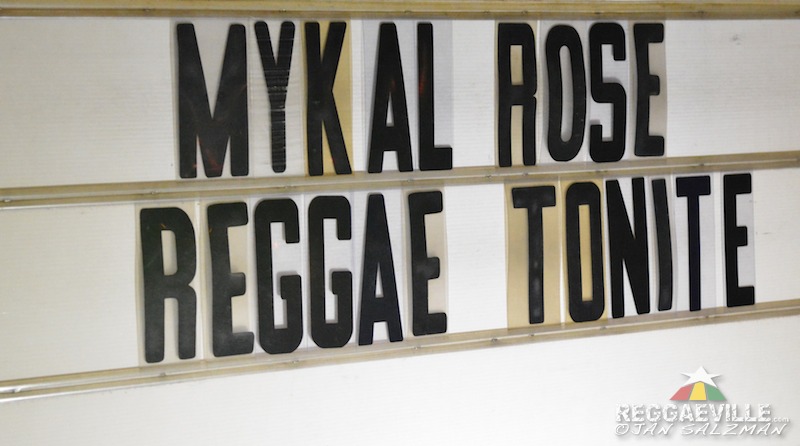 MYKAL ROSE
REGGAE TONITE
REGGAEVILLE.com
©JAN SALZMAN